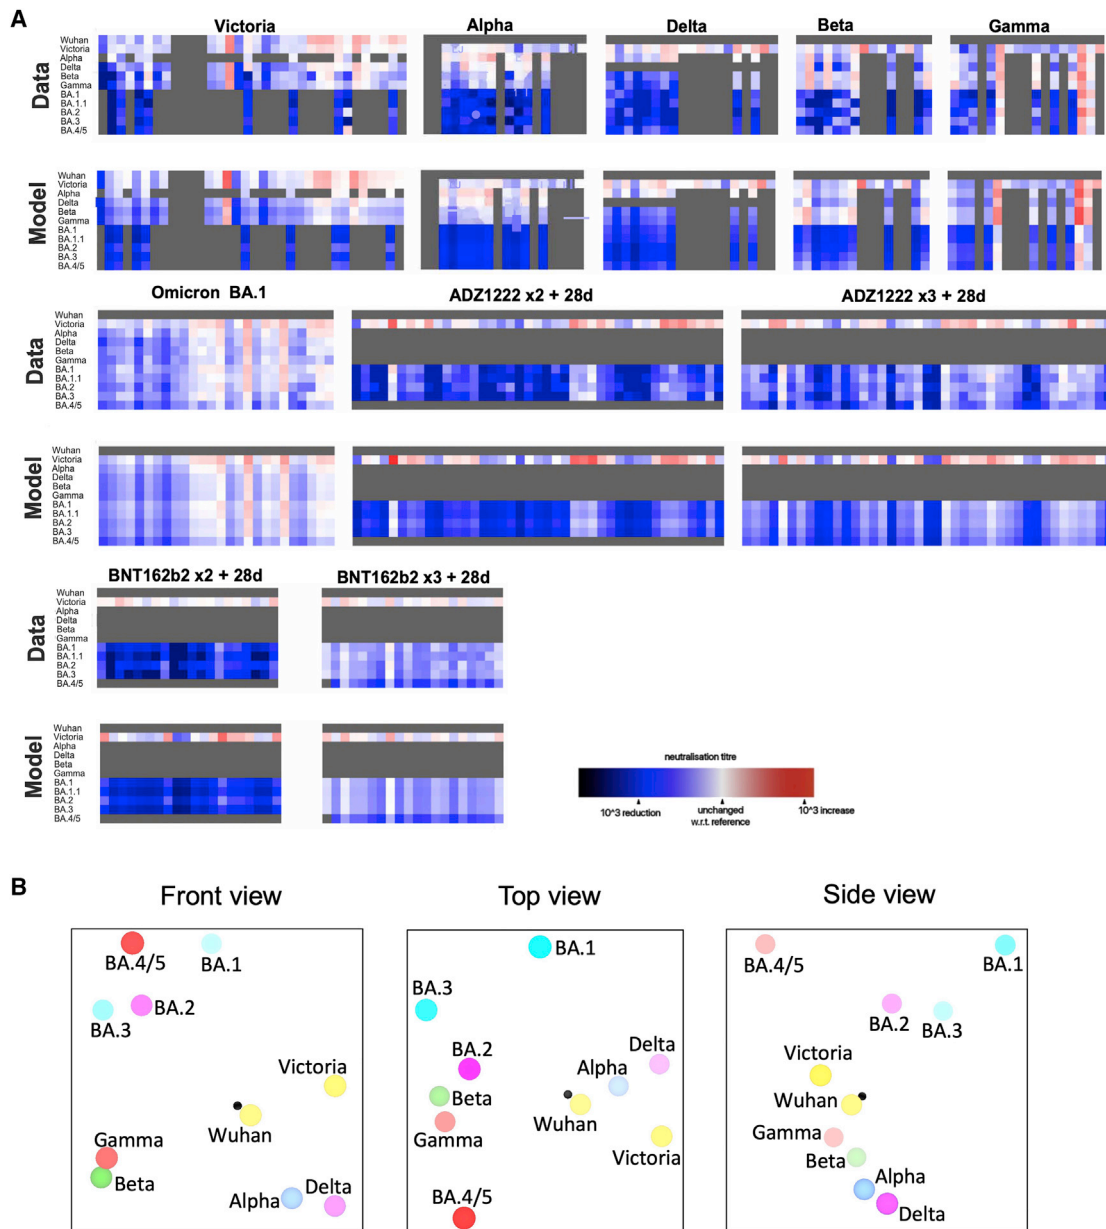 A
Victoria Alpha Delta Beta Gamma
Data
Wuhan
Victoria
Alpha
Delta
Beta
Gamma
BA.1
BA.1.1
BA.2
BA.3
BA.4/5
Model
Wuhan
Victoria
Alpha
Delta
Beta
Gamma
BA.1
BA.1.1
BA.2
BA.3
BA.4/5
Omicron BA.1 ADZ1222 x2 + 28d ADZ1222 x3 + 28d
Data
Wuhan
Victoria
Alpha
Delta
Beta
Gamma
BA.1
BA.1.1
BA.2
BA.3
BA.4/5
Model
Wuhan
Victoria
Alpha
Delta
Beta
Gamma
BA.1
BA.1.1
BA.2
BA.3
BA.4/5
BNT162b2 x2 + 28d BNT162b2 x3 + 28d
Data
Wuhan
Victoria
Alpha
Delta
Beta
Gamma
BA.1
BA.1.1
BA.2
BA.3
BA.4/5
Model
Wuhan
Victoria
Alpha
Delta
Beta
Gamma
BA.1
BA.1.1
BA.2
BA.3
BA.4/5
neutralisation titre
10^3 reduction unchanged 10^3 increase
w.r.t. reference
B
Front view
BA.4/5 BA.1
BA.2
BA.3
Victoria
Wuhan
Gamma
Beta
Alpha Delta
Top view
BA.1
BA.3
BA.2
Delta
Alpha
Beta
Wuhan
Gamma
Victoria
BA.4/5
Side view
BA.4/5 BA.1
BA.2 BA.3
Victoria
Wuhan
Gamma
Beta
Alpha
Delta